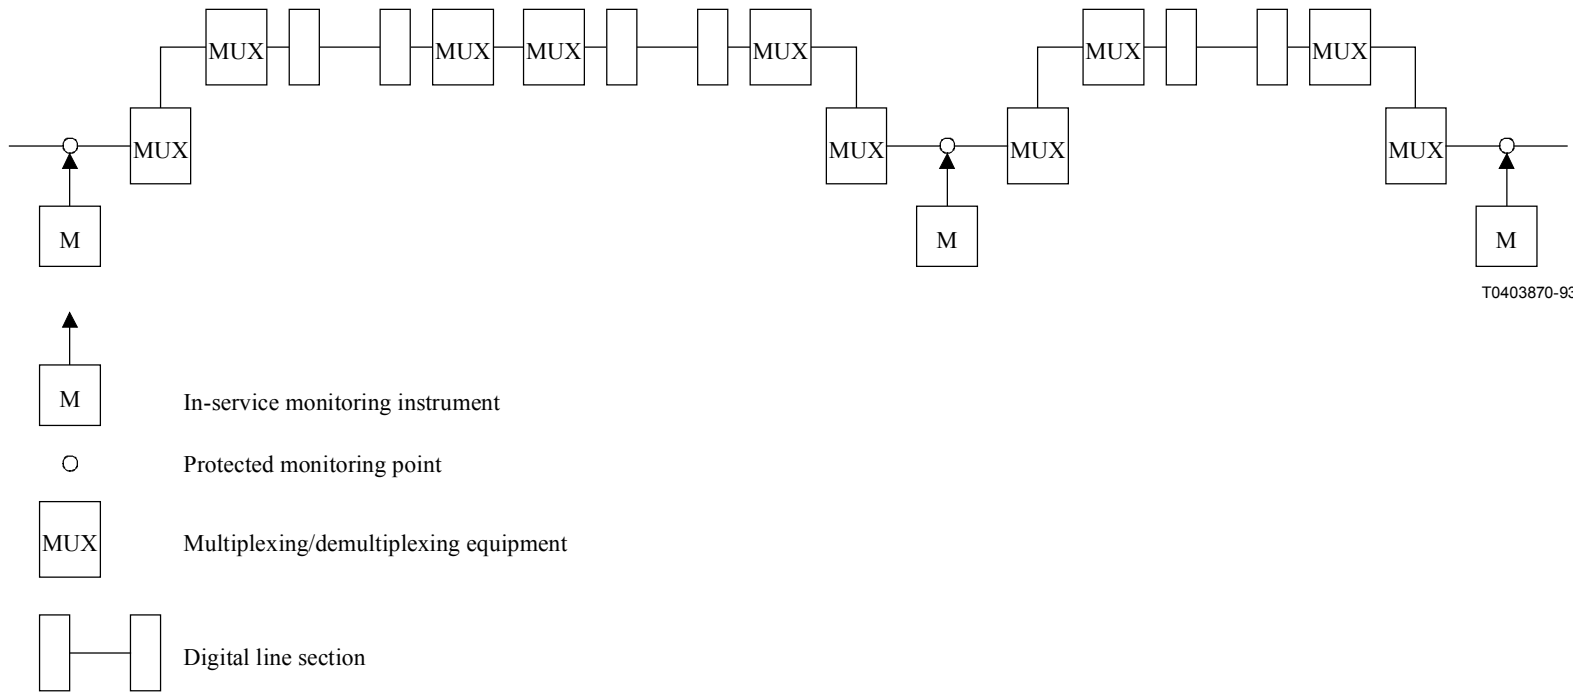 MUX MUX MUX MUX MUX MUX
MUX MUX MUX MUX
M M M
T0403870-93
M In-service monitoring instrument
Protected monitoring point
MUX Multiplexing/demultiplexing equipment
Digital line section